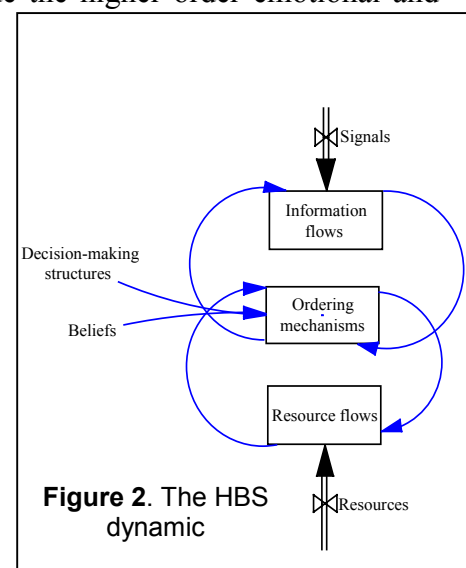 de the higher order emotional and
Signals
Information
flows
Decision-making
structures
Ordering
mechanisms
Beliefs
Resource flows
Figure 2. The HBS
dynamic
Resources